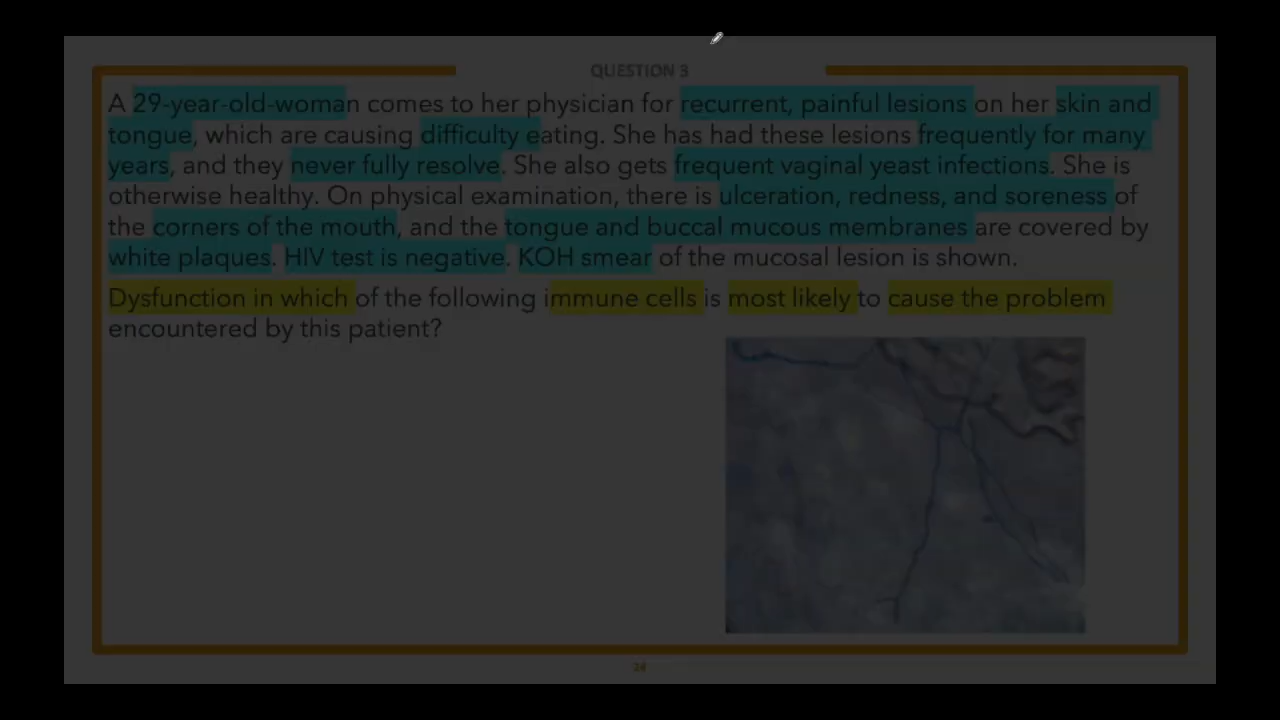 QUESTION 3
A 29-year-old-woman comes to her physician for recurrent, painful lesions on her skin and
tongue, which are causing difficulty eating. She has had these lesions frequently for many
years, and they never fully resolve. She also gets frequent vaginal yeast infections. She is
otherwise healthy. On physical examination, there is ulceration, redness, and soreness of
the corners of the mouth, and the tongue and buccal mucous membranes are covered by
white plaques. HIV test is negative. KOH smear of the mucosal lesion is shown.
Dysfunction in which of the following immune cells is most likely to cause the problem
encountered by this patient?